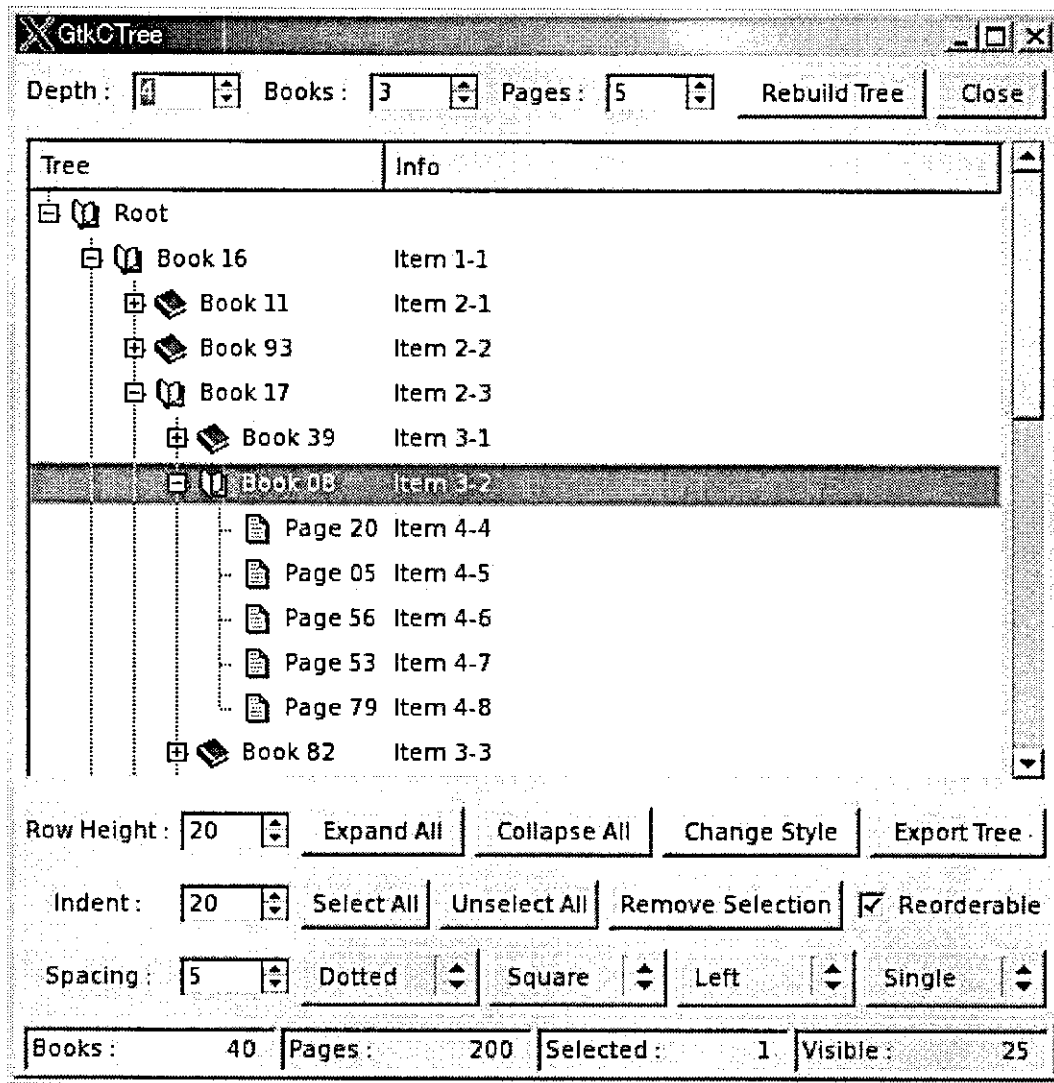 GtkCTree
Depth : 4 Books : 3 Pages : 5 Rebuild Tree Close
Tree Info
Root
Book 16 Item 1-1
Book 11 Item 2-1
Book 93 Item 2-2
Book 17 Item 2-3
Book 39 Item 3-1
Book 08 Item 3-2
Page 20 Item 4-4
Page 05 Item 4-5
Page 56 Item 4-6
Page 53 Item 4-7
Page 79 Item 4-8
Book 82 Item 3-3
Row Height : 20 Expand All Collapse All Change Style Export Tree
Indent : 20 Select All Unselect All Remove Selection Reorderable
Spacing : 5 Dotted Square Left Single
Books : 40 Pages : 200 Selected : 1 Visible : 25